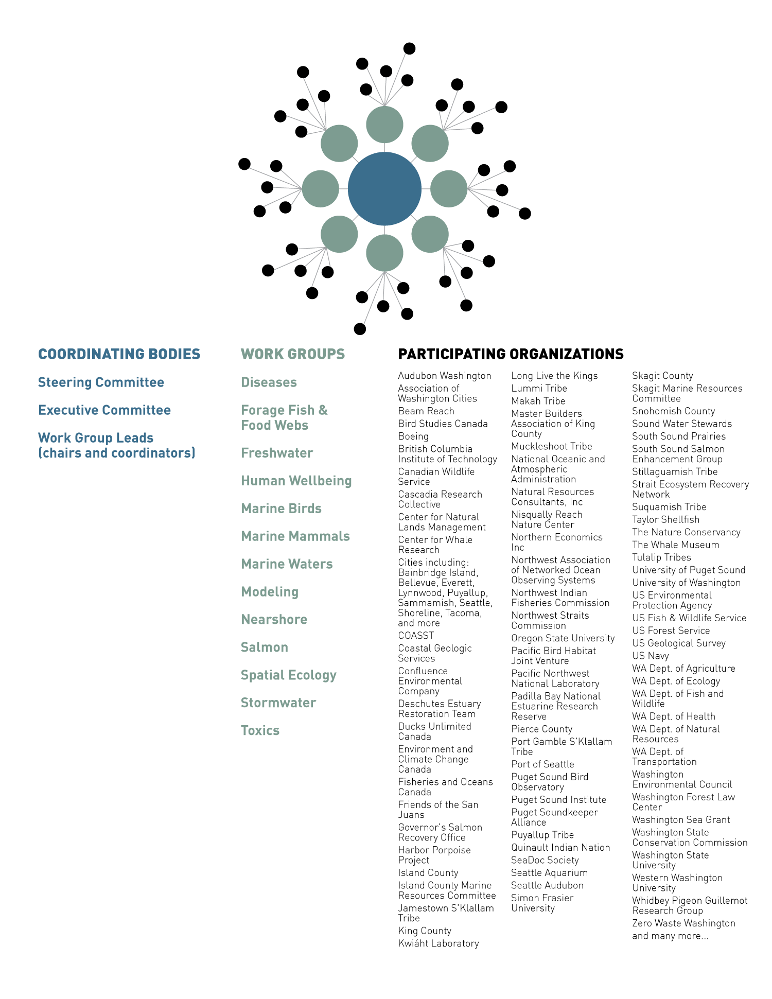 COORDINATING BODIES
Steering Committee
Executive Committee
Work Group Leads
(chairs and coordinators)
WORK GROUPS
Diseases
Forage Fish &
Food Webs
Freshwater
Human Wellbeing
Marine Birds
Marine Mammals
Marine Waters
Modeling
Nearshore
Salmon
Spatial Ecology
Stormwater
Toxics
PARTICIPATING ORGANIZATIONS
Audubon Washington
Association of
Washington Cities
Beam Reach
Bird Studies Canada
Boeing
British Columbia
Institute of Technology
Canadian Wildlife
Service
Cascadia Research
Collective
Center for Natural
Lands Management
Center for Whale
Research
Cities including:
Bainbridge Island,
Bellevue, Everett,
Lynnwood, Puyallup,
Sammamish, Seattle,
Shoreline, Tacoma,
and more
COASST
Coastal Geologic
Services
Confluence
Environmental
Company
Deschutes Estuary
Restoration Team
Ducks Unlimited
Canada
Environment and
Climate Change
Canada
Fisheries and Oceans
Canada
Friends of the San
Juans
Governor's Salmon
Recovery Office
Harbor Porpoise
Project
Island County
Island County Marine
Resources Committee
Jamestown S'Klallam
Tribe
King County
Kwiáht Laboratory
Long Live the Kings
Lummi Tribe
Makah Tribe
Master Builders
Association of King
County
Muckleshoot Tribe
National Oceanic and
Atmospheric
Administration
Natural Resources
Consultants, Inc
Nisqually Reach
Nature Center
Northern Economics
Inc
Northwest Association
of Networked Ocean
Observing Systems
Northwest Indian
Fisheries Commission
Northwest Straits
Commission
Oregon State University
Pacific Bird Habitat
Joint Venture
Pacific Northwest
National Laboratory
Padilla Bay National
Estuarine Research
Reserve
Pierce County
Port Gamble S'Klallam
Tribe
Port of Seattle
Puget Sound Bird
Observatory
Puget Sound Institute
Puget Soundkeeper
Alliance
Puyallup Tribe
Quinault Indian Nation
SeaDoc Society
Seattle Aquarium
Seattle Audubon
Simon Frasier
University
Skagit County
Skagit Marine Resources
Committee
Snohomish County
Sound Water Stewards
South Sound Prairies
South Sound Salmon
Enhancement Group
Stillaguamish Tribe
Strait Ecosystem Recovery
Network
Suquamish Tribe
Taylor Shellfish
The Nature Conservancy
The Whale Museum
Tulalip Tribes
University of Puget Sound
University of Washington
US Environmental
Protection Agency
US Fish & Wildlife Service
US Forest Service
US Geological Survey
US Navy
WA Dept. of Agriculture
WA Dept. of Ecology
WA Dept. of Fish and
Wildlife
WA Dept. of Health
WA Dept. of Natural
Resources
WA Dept. of
Transportation
Washington
Environmental Council
Washington Forest Law
Center
Washington Sea Grant
Washington State
Conservation Commission
Washington State
University
Western Washington
University
Whidbey Pigeon Guillemot
Research Group
Zero Waste Washington
and many more...